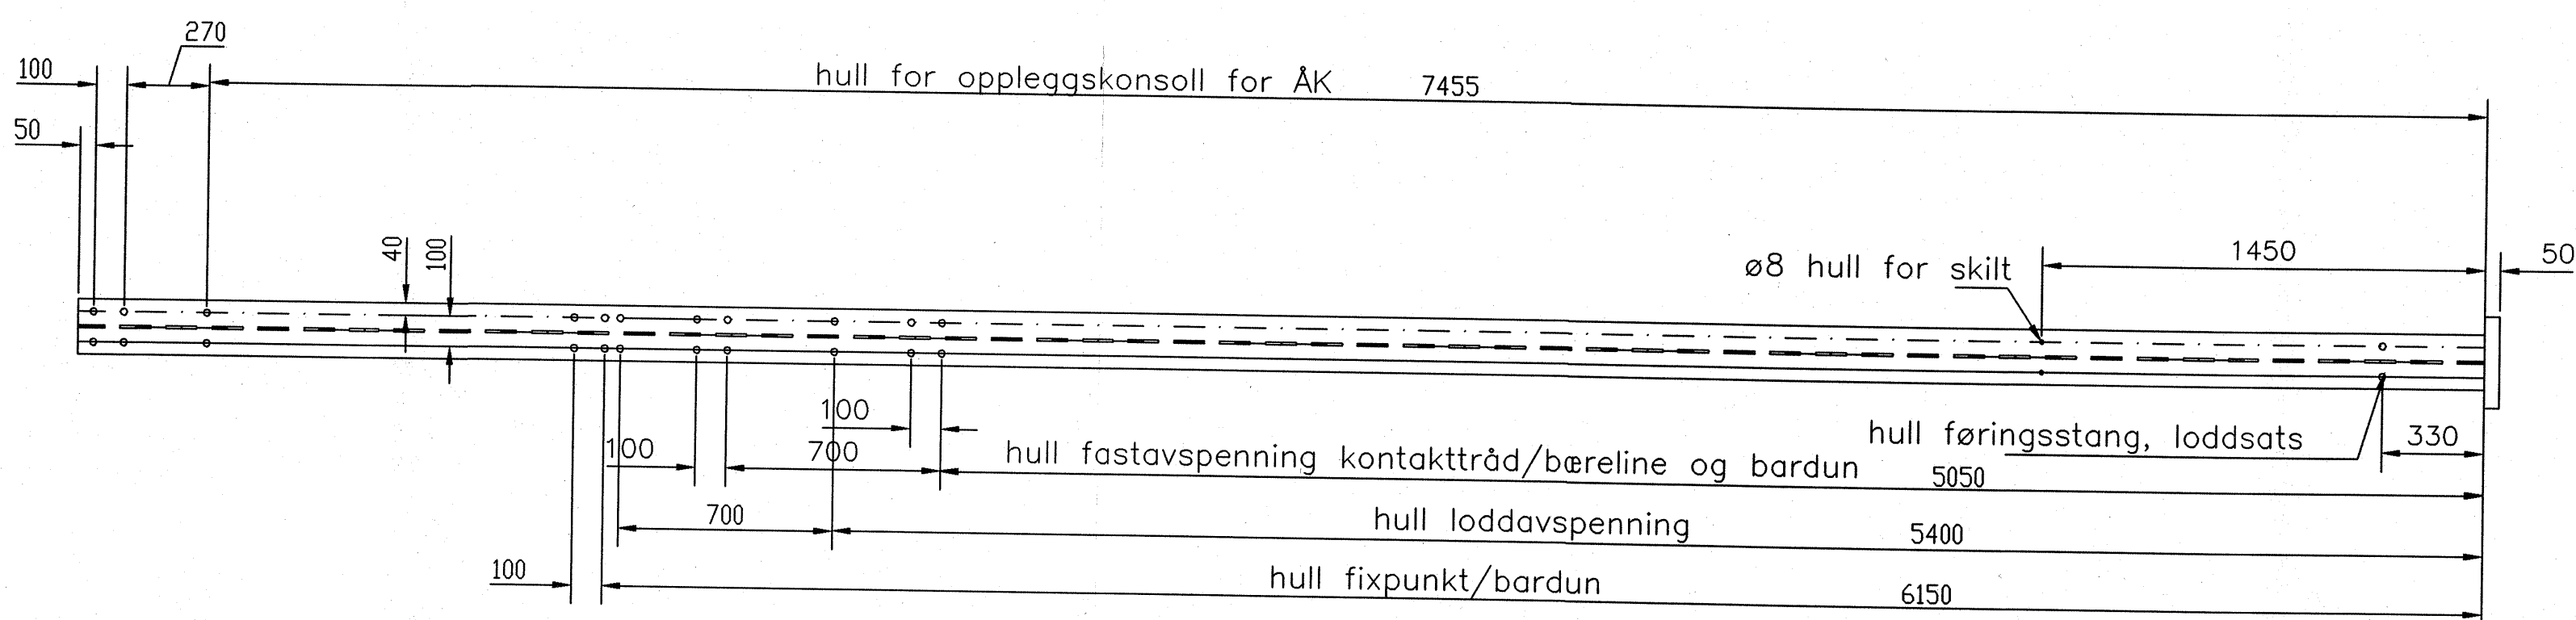 270
100
hull for oppleggskonsoll for ÅK 7455
50
40
100
1450
50
ø8 hull for skilt
100
hull føringsstang, loddsats
330
100
700
hull fastavspenning kontakttråd/bæreline og bardun 5050
700
hull loddavspenning 5400
100
hull fixpunkt/bardun 6150